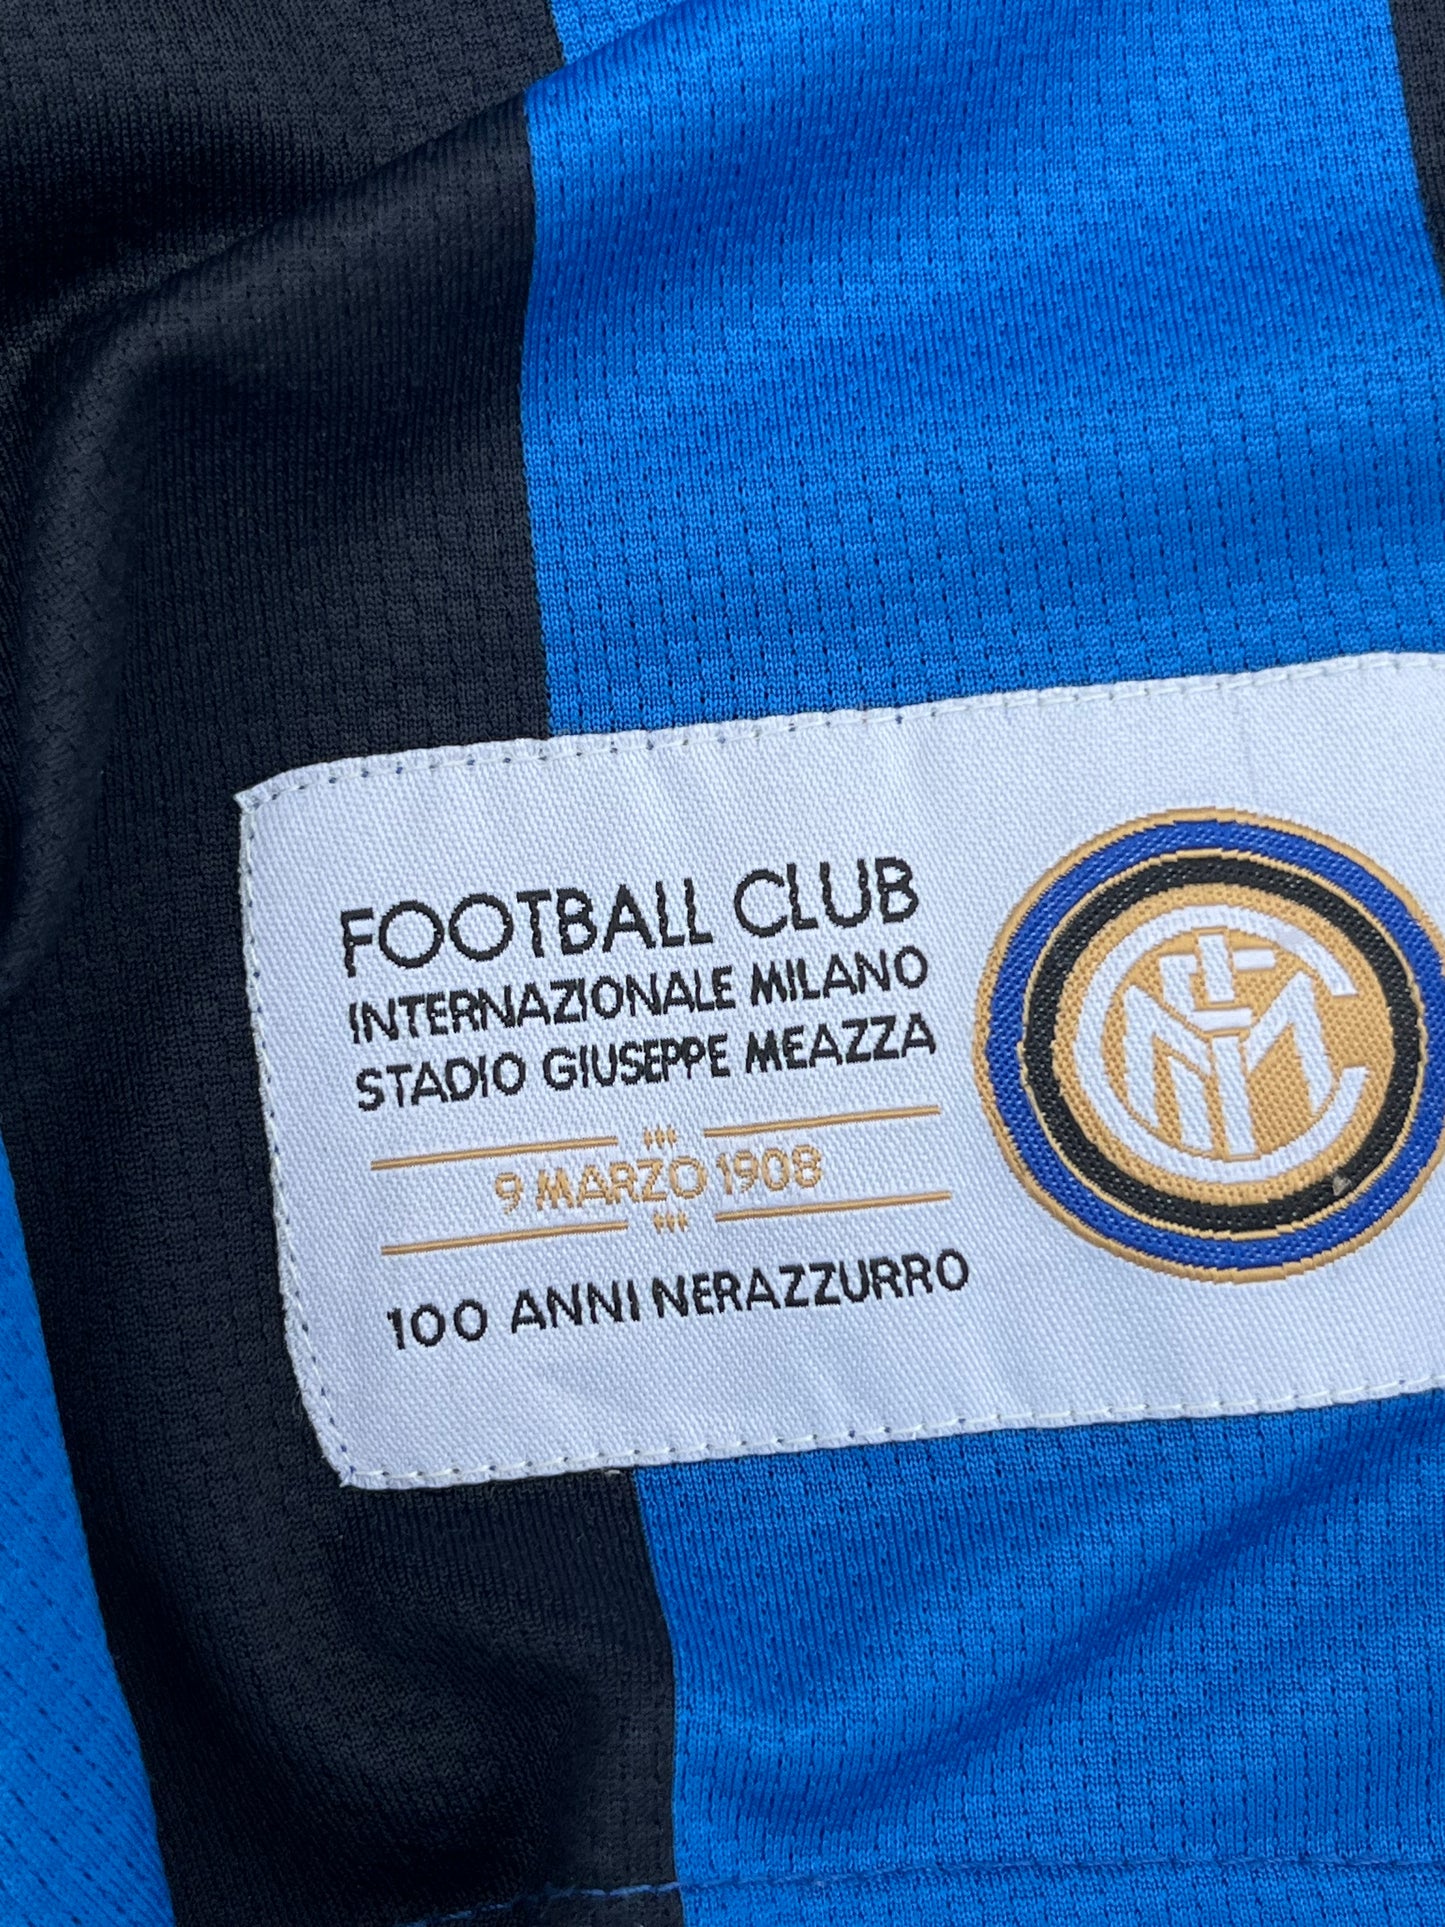 FOOTBALL CLUB
INTERNAZIONALE MILANO
STADIO GIUSEPPE MEAZZA
9 MARZO 1908
100 ANNI NERAZZURRO